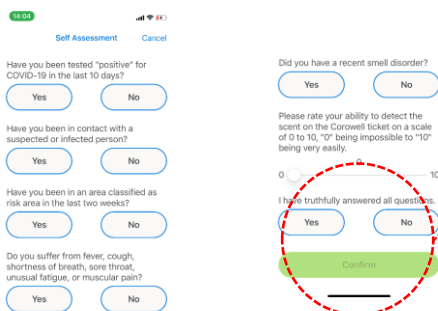 14:04
Self Assessment
Cancel
Have you been tested "positive" for
COVID-19 in the last 10 days?
Yes
No
Have you been in contact with a
suspected or infected person?
Yes
No
Have you been in an area classified as
risk area in the last two weeks?
Yes
No
Do you suffer from fever, cough,
shortness of breath, sore throat,
unusual fatigue, or muscular pain?
Yes
No
Did you have a recent smell disorder?
Yes
No
Please rate your ability to detect the
scent on the Corowell ticket on a scale
of 0 to 10, "0" being impossible to "10"
being very easily.
0
0
10
I have truthfully answered all questions.
Yes
No
Confirm